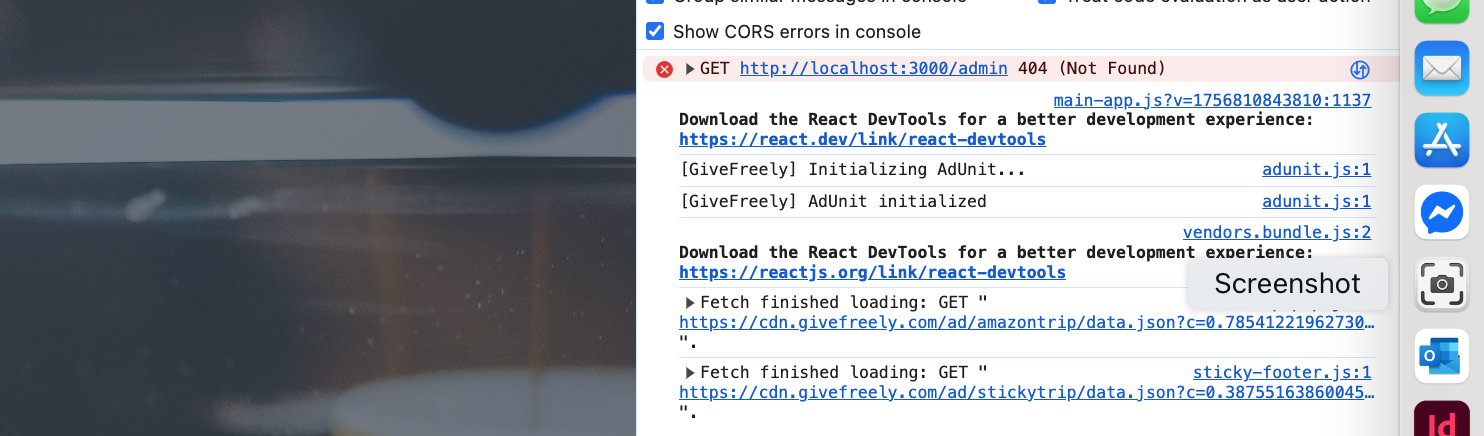 Show CORS errors in console
GET http://localhost:3000/admin 404 (Not Found)
main-app.js?v=1756810843810:1137
Download the React DevTools for a better development experience:
https://react.dev/link/react-devtools
[GiveFreely] Initializing AdUnit... adunit.js:1
[GiveFreely] AdUnit initialized adunit.js:1
vendors.bundle.js:2
Download the React DevTools for a better development experience:
https://reactjs.org/link/react-devtools
Screenshot
Fetch finished loading: GET "
https://cdn.givefreely.com/ad/amazontrip/data.json?c=0.78541221962730…
".
Fetch finished loading: GET " sticky-footer.js:1
https://cdn.givefreely.com/ad/stickytrip/data.json?c=0.38755163860045…
".
Id